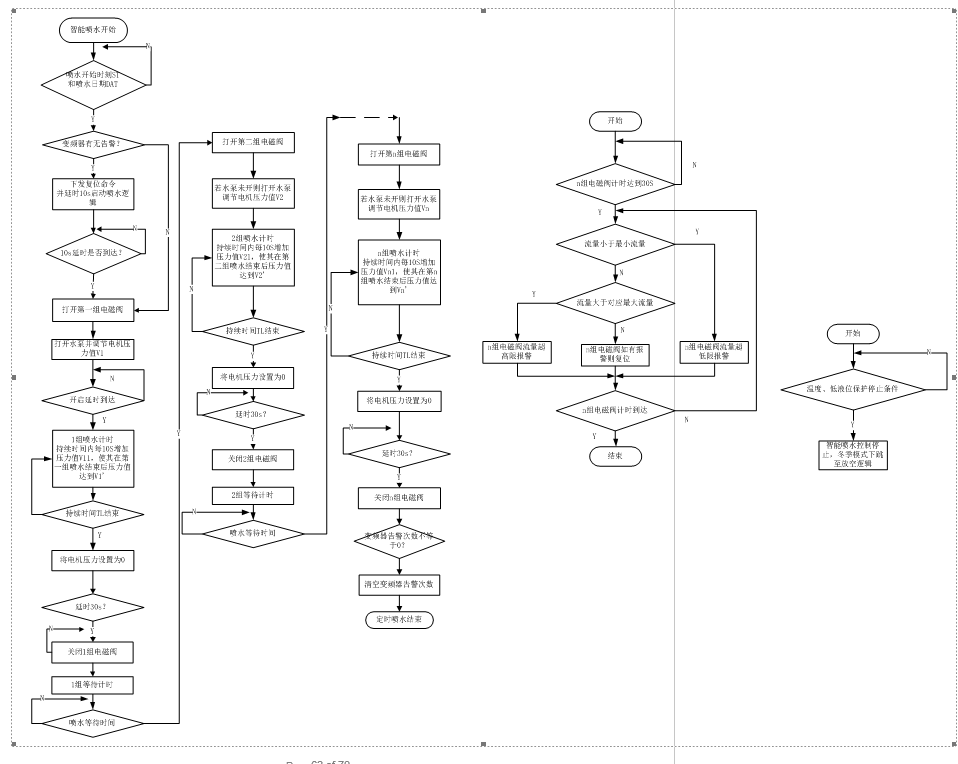 智能喷水开始
N
喷水开始时刻ST
和喷水日期DAT
Y
变频器有无告警?
Y
N
下发复位命令
并延时10s启动喷水逻
辑
N
10s延时是否到达?
Y
打开第一组电磁阀
打开水泵并调节电机压
力值V1
N
开启延时到达
Y
1组喷水计时
持续时间内每10S增加
压力值V11,使其在第
一组喷水结束后压力值
达到V1'
持续时间TL结束
Y
将电机压力设置为0
延时30s?
N
Y
关闭1组电磁阀
1组等待计时
N
喷水等待时间
Y
打开第二组电磁阀
若水泵未开则打开水泵
调节电机压力值V2
2组喷水计时
持续时间内每10S增加
压力值V21,使其在第
二组喷水结束后压力值
达到V2'
N
持续时间TL结束
Y
将电机压力设置为0
N
延时30s?
Y
关闭2组电磁阀
2组等待计时
N
喷水等待时间
Y
打开第n组电磁阀
若水泵未开则打开水泵
调节电机压力值Vn
n组喷水计时
持续时间内每10S增加
压力值Vn1,使其在第n
组喷水结束后压力值达
到Vn'
N
持续时间TL结束
Y
将电机压力设置为0
N
延时30s?
Y
关闭n组电磁阀
变频器告警次数不等
于0?
清空变频器告警次数
定时喷水结束
开始
N
n组电磁阀计时达到30S
Y
Y
流量小于最小流量
N
Y
流量大于对应最大流量
N
n组电磁阀流量超
高限报警
n组电磁阀如有报
警则复位
n组电磁阀流量超
低限报警
n组电磁阀计时到达
N
Y
结束
开始
N
温度、低液位保护停止条件
Y
智能喷水控制停
止,冬季模式下跳
至放空逻辑